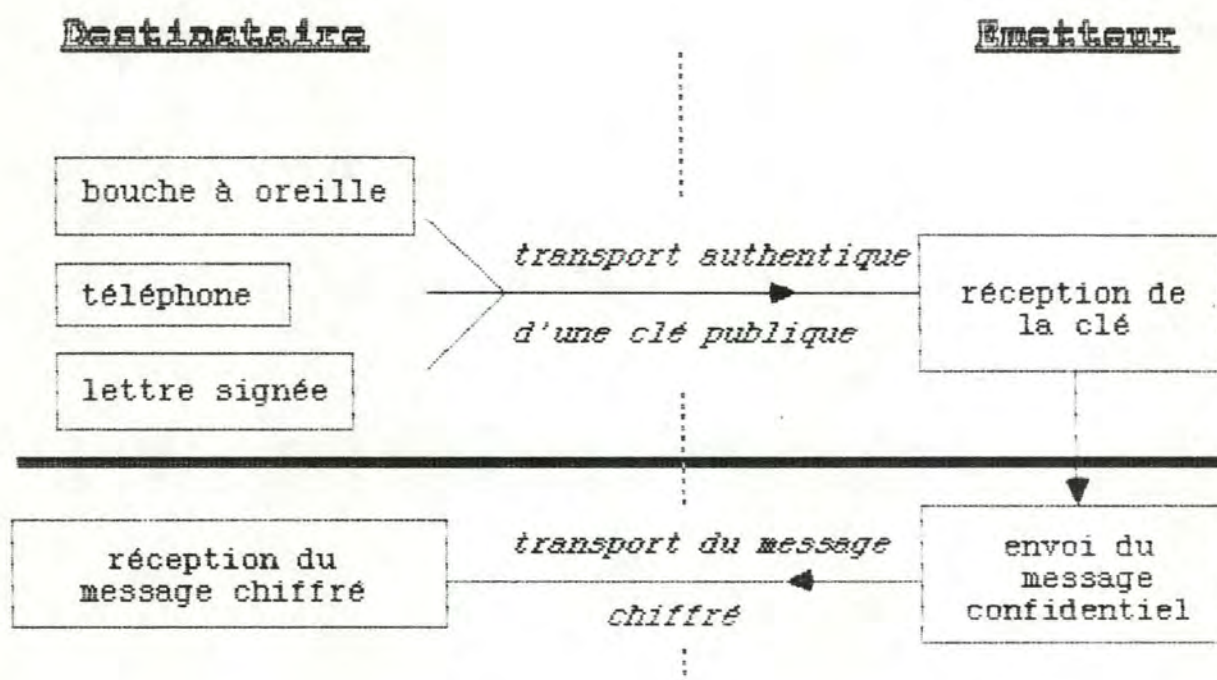 Destinataire
Emetteur
bouche à oreille
téléphone
lettre signée
transport authentique
d'une clé publique
réception de
la clé
réception du
message chiffré
transport du message
chiffré
envoi du
message
confidentiel